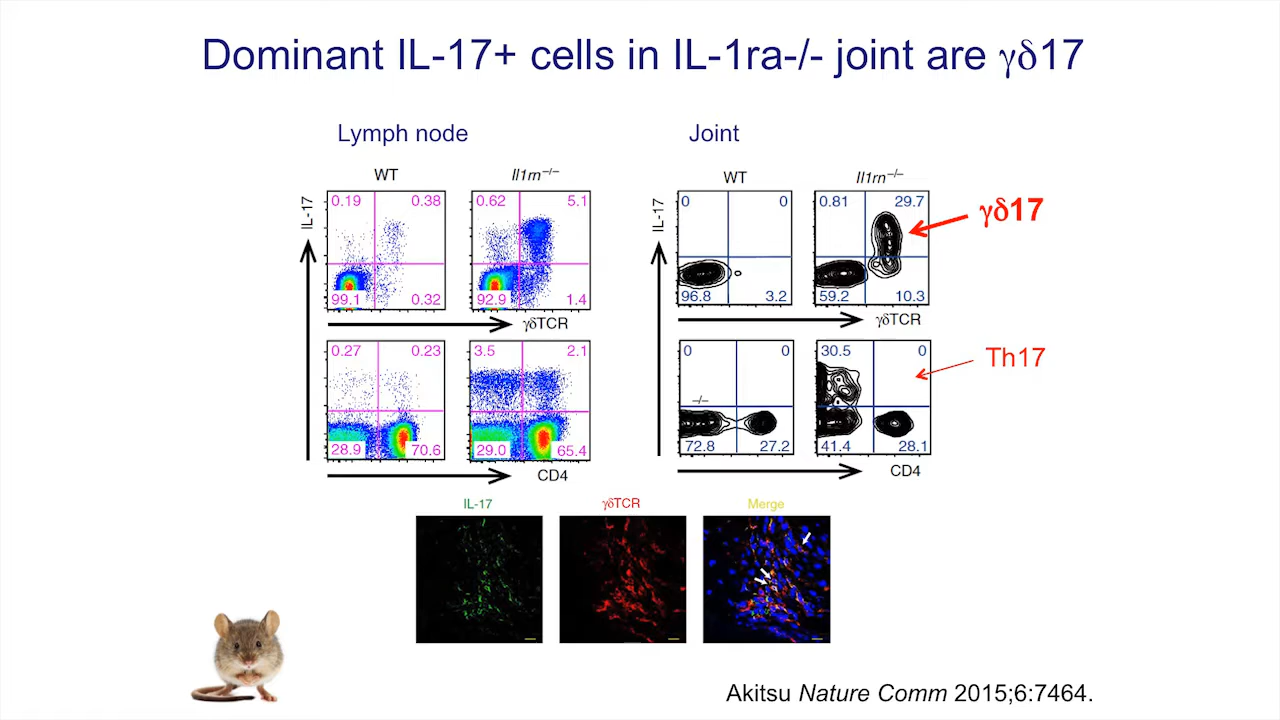 Dominant IL-17+ cells in IL-1ra-/- joint are γδ17
Lymph node
Joint
WT
Il1rn–/–
WT
Il1rn–/–
IL-17
0.19 0.38
0.62 5.1
99.1 0.32
92.9 1.4
γδTCR
0.27 0.23
3.5 2.1
28.9 70.6
29.0 65.4
CD4
IL-17
0 0
0.81 29.7
γδ17
96.8 3.2
59.2 10.3
γδTCR
0 0
30.5 0
Th17
–/–
72.8 27.2
41.4 28.1
CD4
IL-17
γδTCR
Merge
Akitsu Nature Comm 2015;6:7464.